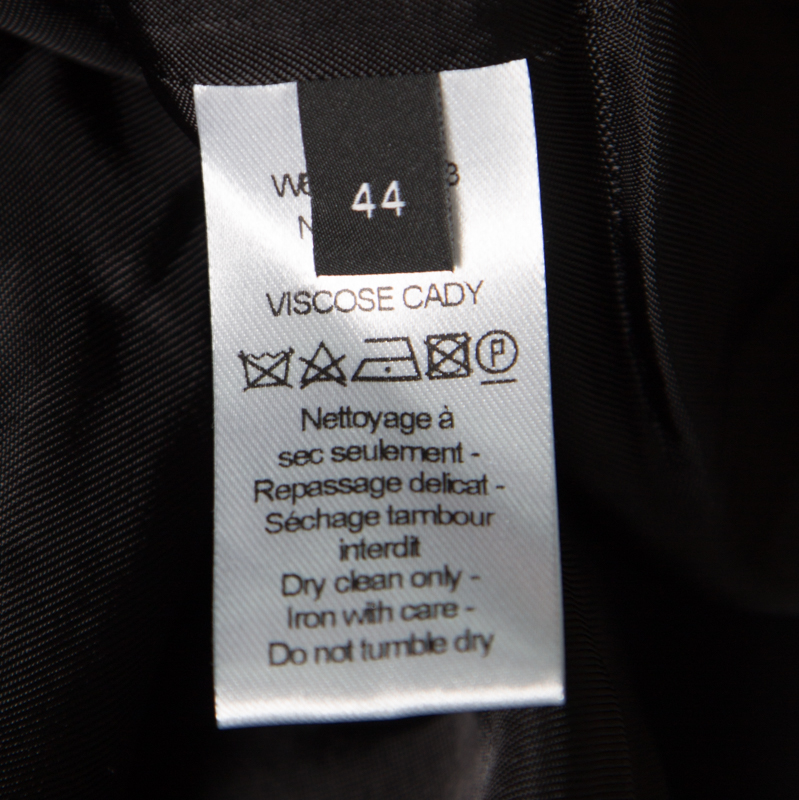 44
VISCOSE CADY
P
Nettoyage à
sec seulement -
Repassage delicat -
Séchage tambour
interdit
Dry clean only -
Iron with care -
Do not tumble dry